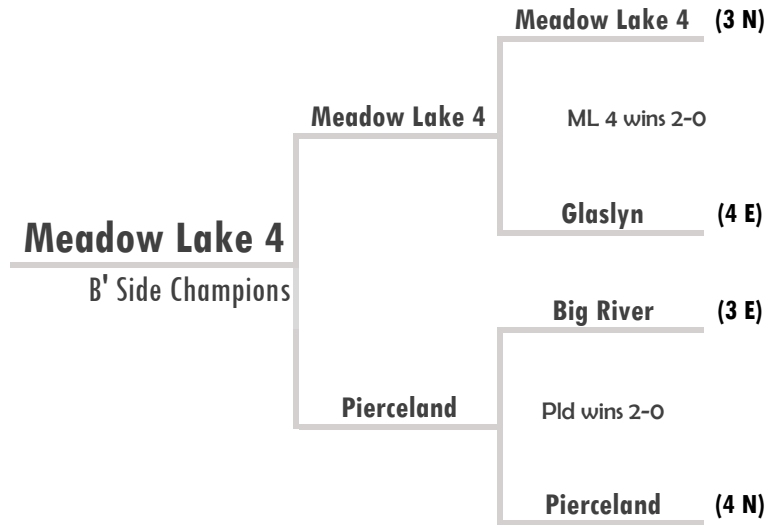 Meadow Lake 4 (3 N)
Meadow Lake 4
ML 4 wins 2-0
Glaslyn (4 E)
Meadow Lake 4
B' Side Champions
Big River (3 E)
Pierceland
Pld wins 2-0
Pierceland (4 N)